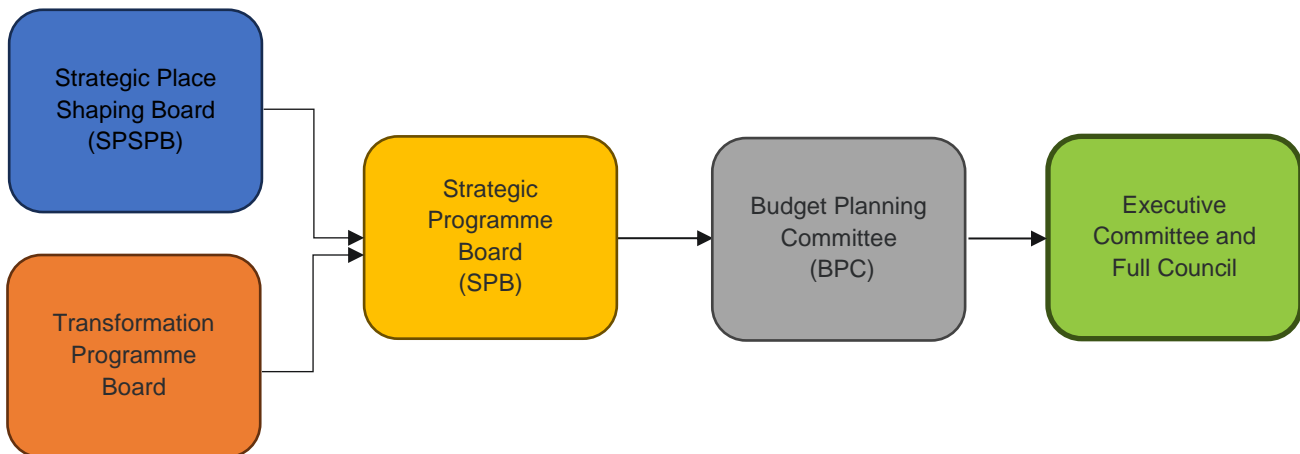 Strategic Place
Shaping Board
(SPSPB)
Transformation
Programme
Board
Strategic
Programme
Board
(SPB)
Budget Planning
Committee
(BPC)
Executive
Committee and
Full Council